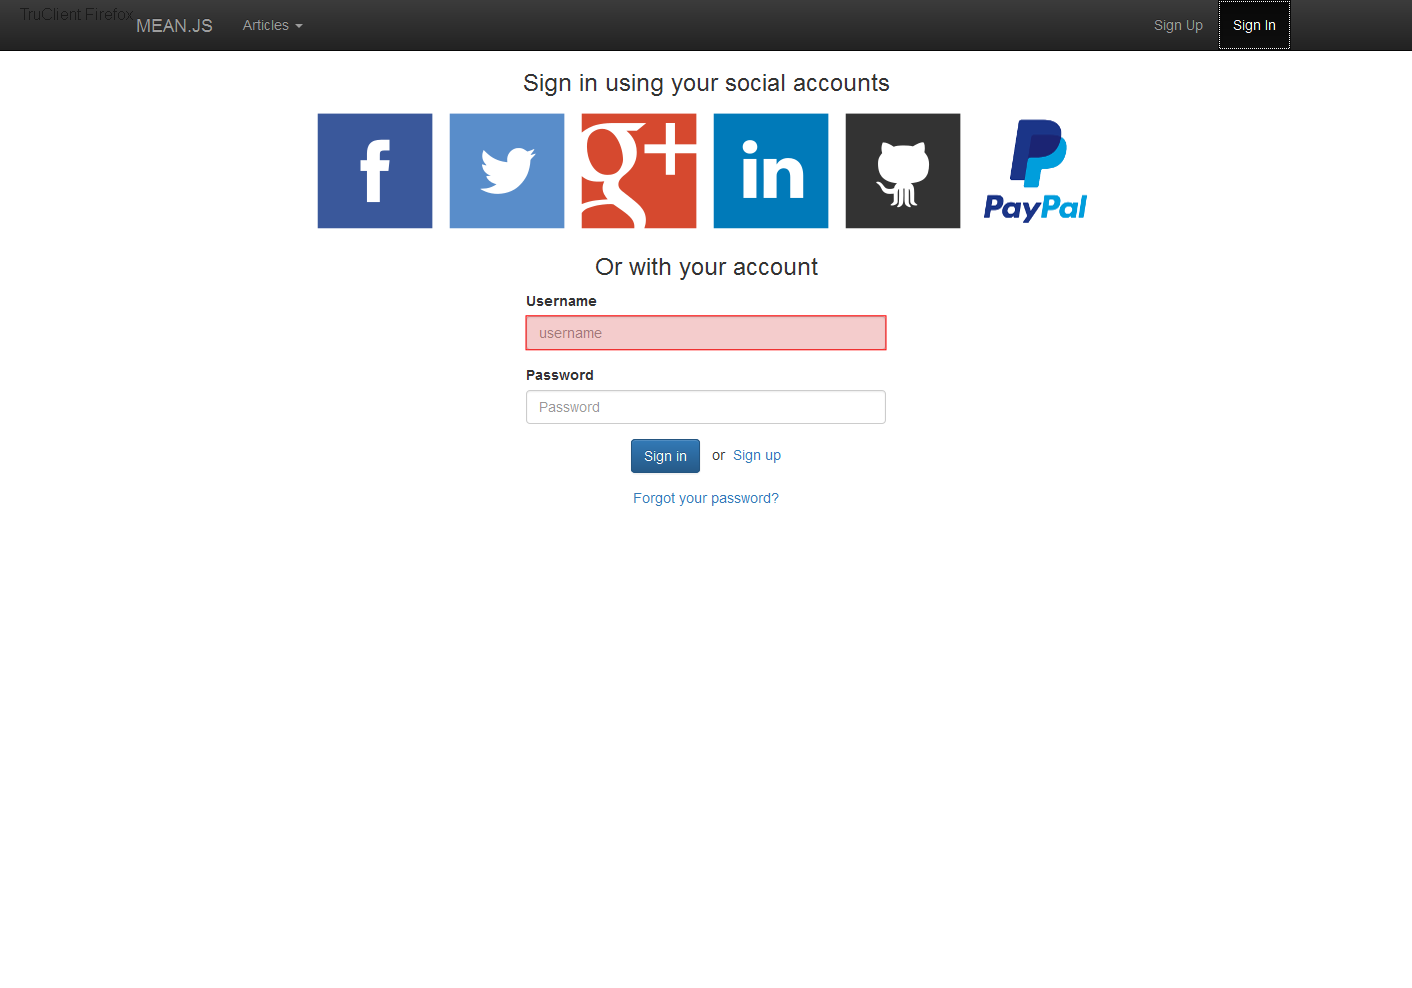 TruClient Firefox
MEAN.JS Articles Sign Up Sign In
Sign in using your social accounts
f g+ in PayPal
Or with your account
Username
username
Password
Password
Sign in or Sign up
Forgot your password?